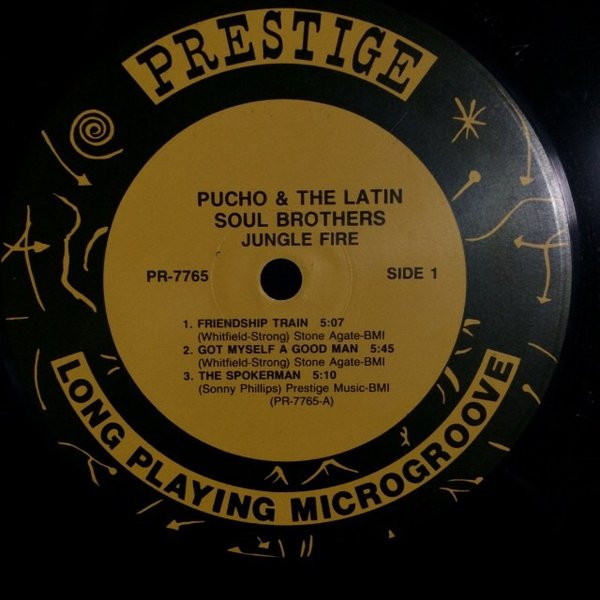 PRESTIGE
PUCHO & THE LATIN
SOUL BROTHERS
JUNGLE FIRE
PR-7765 SIDE 1
1. FRIENDSHIP TRAIN 5:07
(Whitfield-Strong) Stone Agate-BMI
2. GOT MYSELF A GOOD MAN 5:45
(Whitfield-Strong) Stone Agate-BMI
3. THE SPOKERMAN 5:10
(Sonny Phillips) Prestige Music-BMI
(PR-7765-A)
LONG PLAYING MICROGROOVE